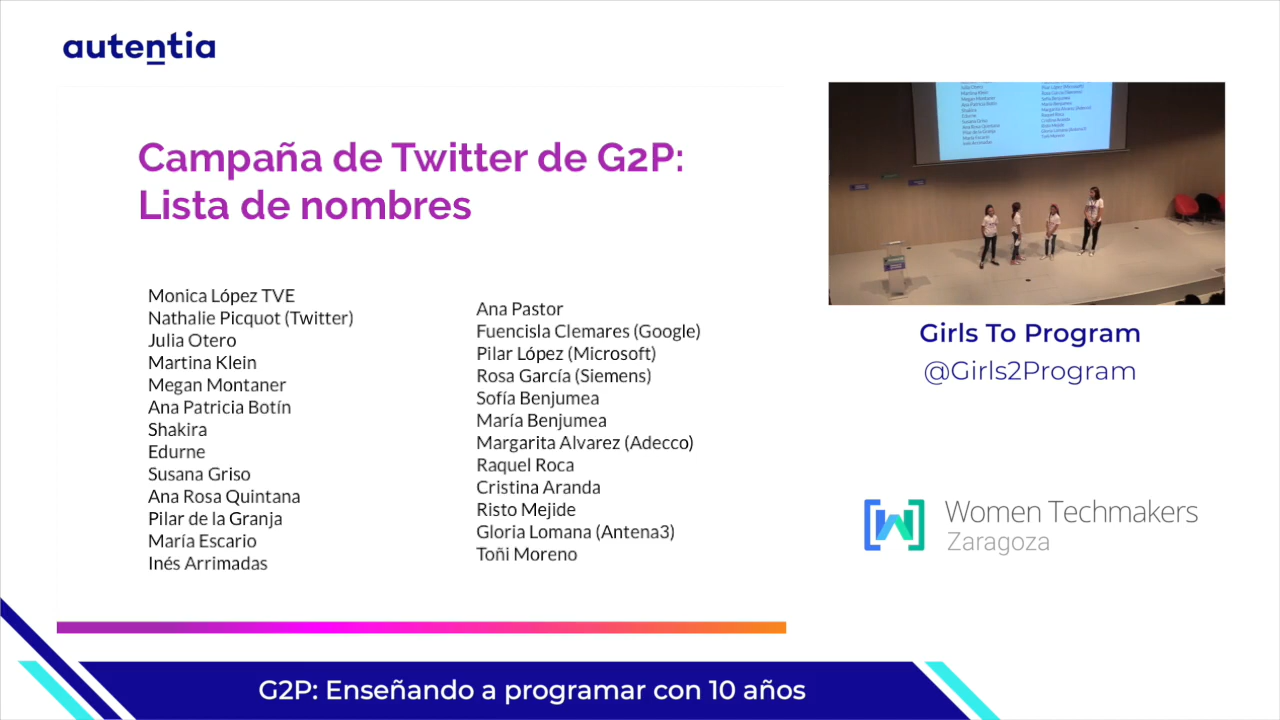 autentia
Campaña de Twitter de G2P:
Lista de nombres
Monica López TVE
Nathalie Picquot (Twitter)
Julia Otero
Martina Klein
Megan Montaner
Ana Patricia Botín
Shakira
Edurne
Susana Griso
Ana Rosa Quintana
Pilar de la Granja
María Escario
Inés Arrimadas
Ana Pastor
Fuencisla Clemares (Google)
Pilar López (Microsoft)
Rosa García (Siemens)
Sofía Benjumea
María Benjumea
Margarita Alvarez (Adecco)
Raquel Roca
Cristina Aranda
Risto Mejide
Gloria Lomana (Antena3)
Toñi Moreno
Girls To Program
@Girls2Program
Women Techmakers
Zaragoza
G2P: Enseñando a programar con 10 años